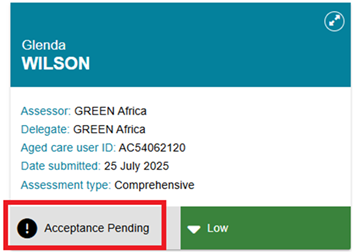 Glenda
WILSON
Assessor: GREEN Africa
Delegate: GREEN Africa
Aged care user ID: AC54062120
Date submitted: 25 July 2025
Assessment type: Comprehensive
Acceptance Pending
Low